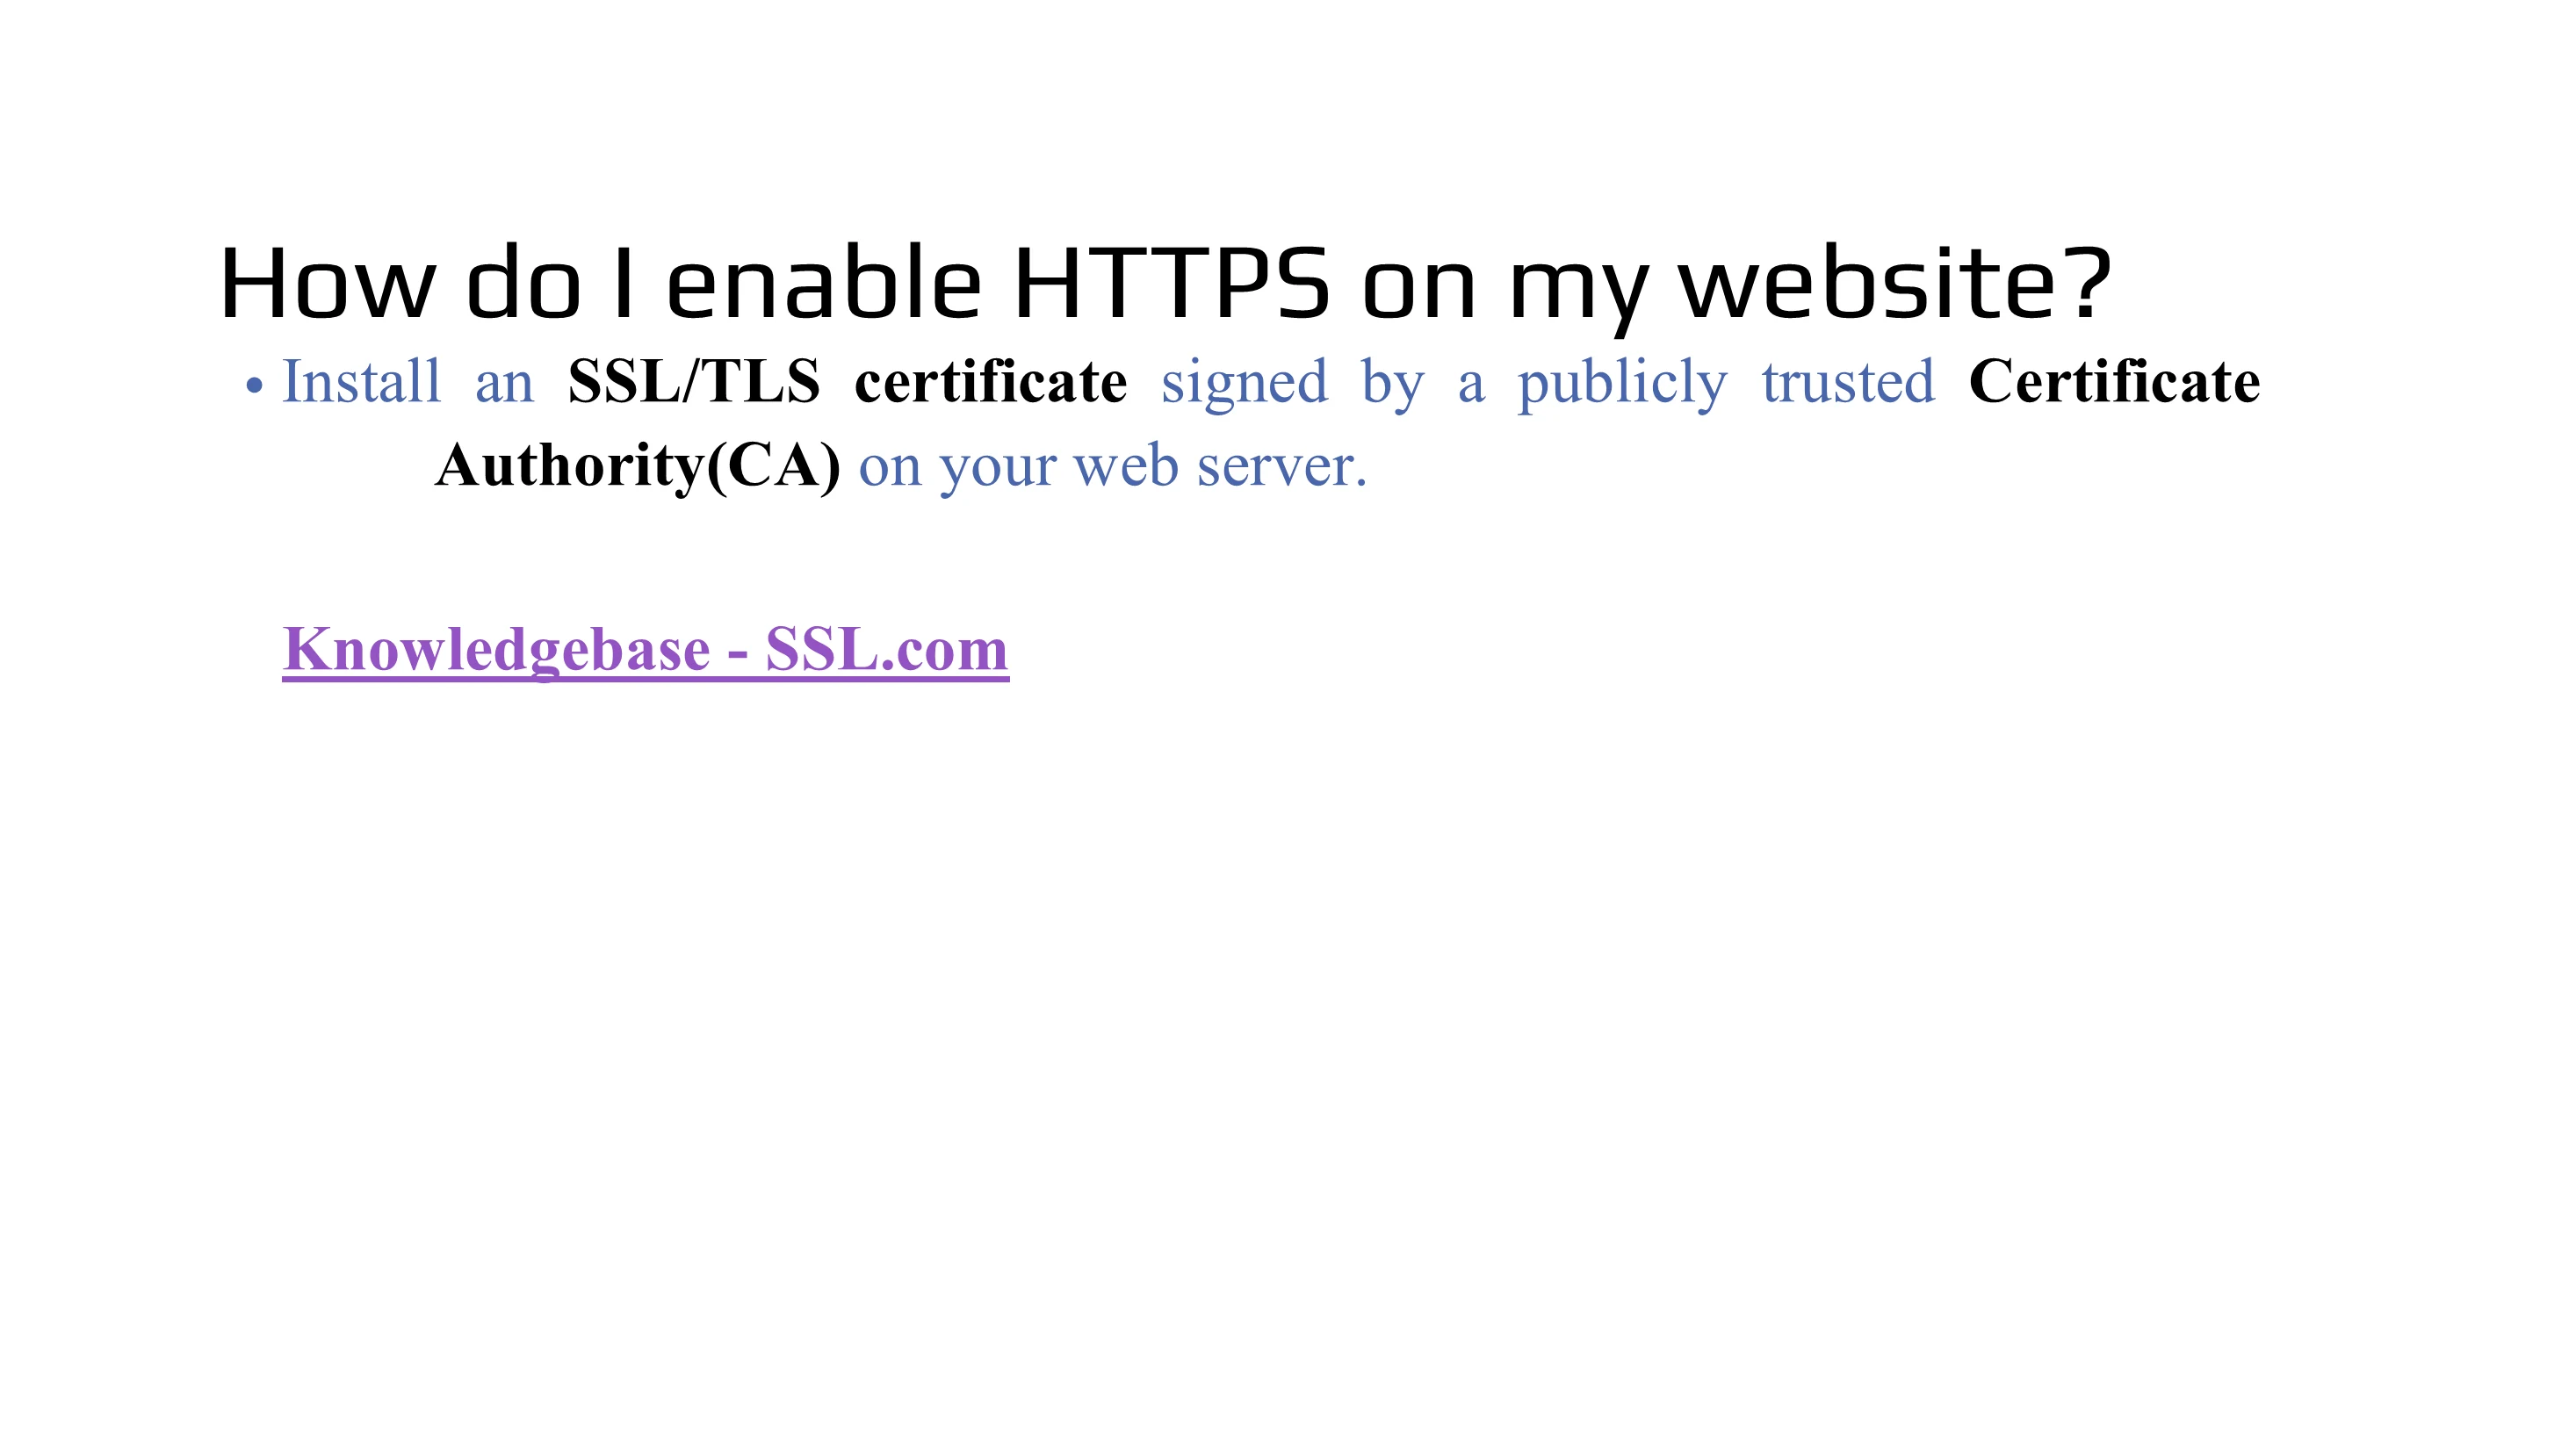 How do I enable HTTPS on my website?
• Install an SSL/TLS certificate signed by a publicly trusted Certificate
Authority(CA) on your web server.
Knowledgebase - SSL.com